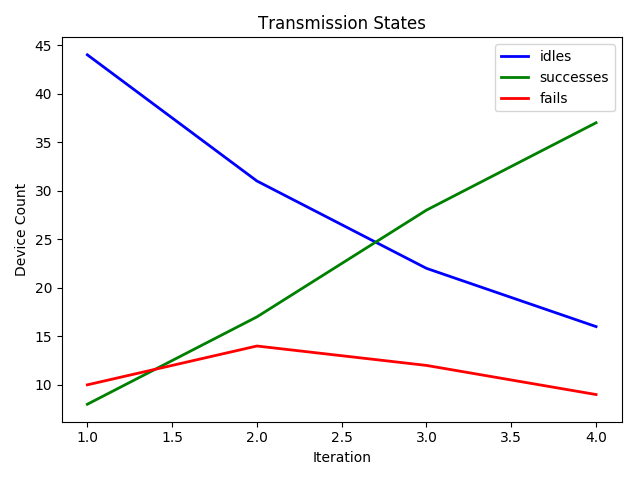 Transmission States
45
40
35
30
25
20
15
10
Device Count
idles
successes
fails
1.0 1.5 2.0 2.5 3.0 3.5 4.0
Iteration